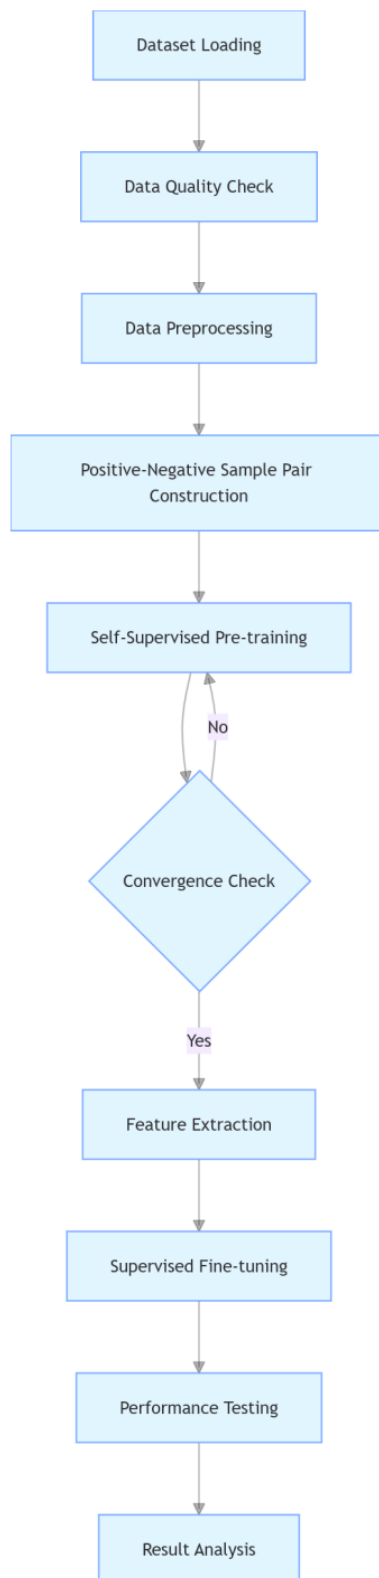 Dataset Loading
Data Quality Check
Data Preprocessing
Positive-Negative Sample Pair
Construction
Self-Supervised Pre-training
No
Convergence Check
Yes
Feature Extraction
Supervised Fine-tuning
Performance Testing
Result Analysis